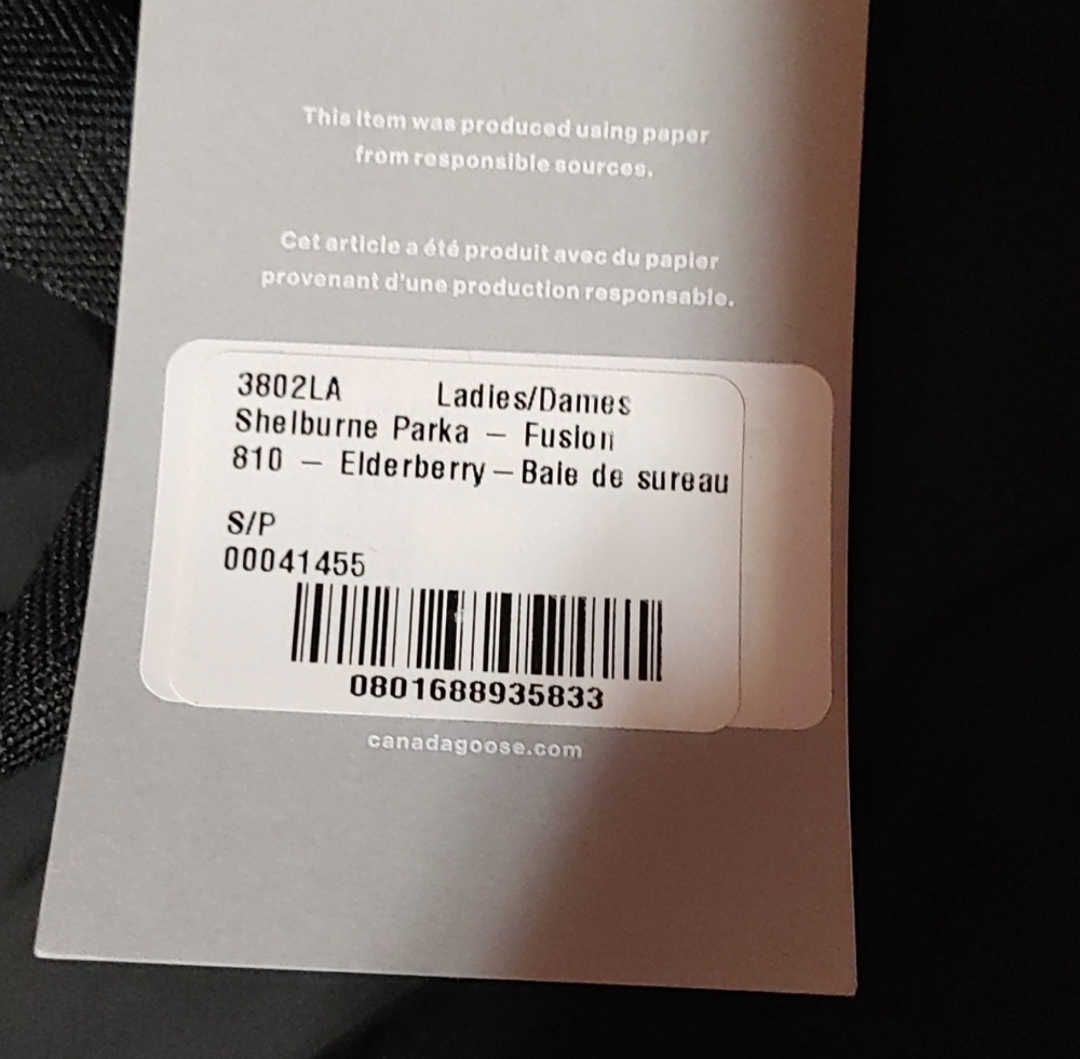 This item was produced using paper
from responsible sources.
Cet article a été produit avec du papier
provenant d'une production responsable.
3802LA Ladies/Dames
Shelburne Parka – Fusion
810 – Elderberry – Baie de sureau
S/P
00041455
0801688935833
canadagoose.com